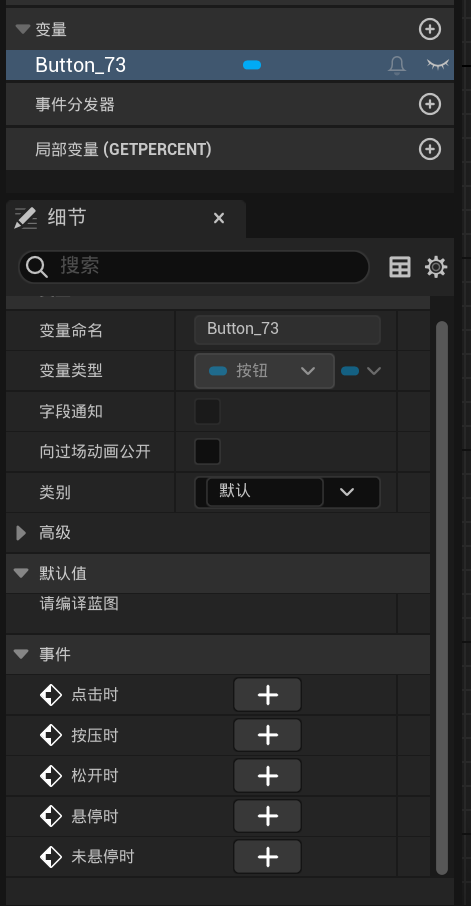 变量
Button_73
事件分发器
局部变量 (GETPERCENT)
细节
搜索
变量命名 Button_73
变量类型 按钮
字段通知
向过场动画公开
类别 默认
高级
默认值
请编译蓝图
事件
点击时
按压时
松开时
悬停时
未悬停时